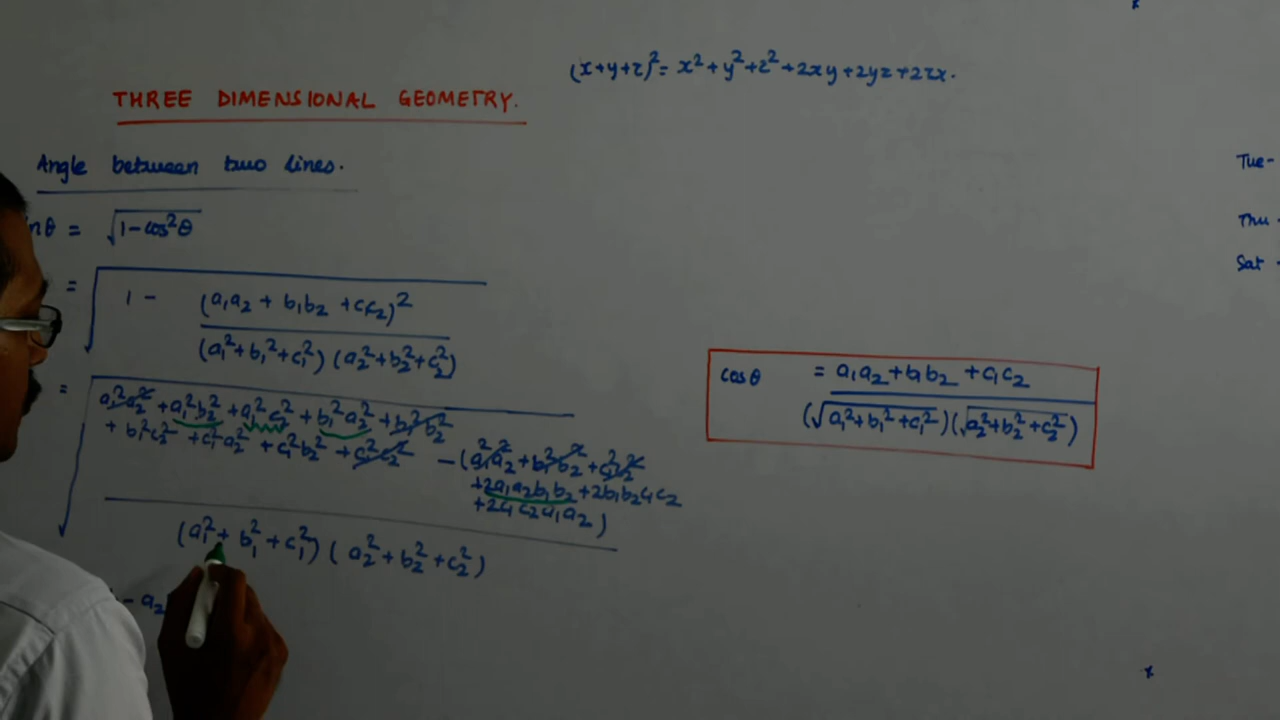 (x+y+z)²= x²+y²+z²+2xy+2yz+2zx.
THREE DIMENSIONAL GEOMETRY.
Angle between two lines.
nθ = √1-cos²θ
= √ 1 - (a₁a₂ + b₁b₂ + c₁c₂)²
(a₁²+b₁²+c₁²) (a₂²+b₂²+c₂²)
= √ a₁²a₂² + a₁²b₂² + a₁²c₂² + b₁²a₂² + b₁²b₂²
+ b₁²c₂² + c₁²a₂² + c₁²b₂² + c₁²c₂² - (a₁²a₂² + b₁²b₂² + c₁²c₂²
+2a₁a₂b₁b₂ + 2b₁b₂c₁c₂
+2c₁c₂a₁a₂)
(a₁²+ b₁² + c₁²) ( a₂² + b₂² + c₂²)
- a₂
cosθ = a₁a₂ + b₁b₂ + c₁c₂
(√a₁²+b₁²+c₁²)(√a₂²+b₂²+c₂²)
Tue-
Thu -
Sat -